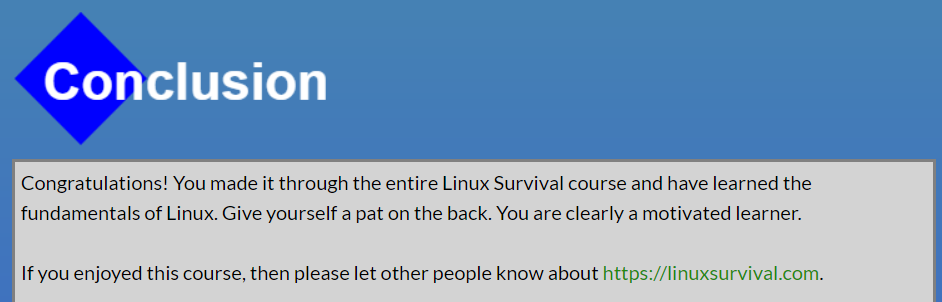 Conclusion
Congratulations! You made it through the entire Linux Survival course and have learned the
fundamentals of Linux. Give yourself a pat on the back. You are clearly a motivated learner.
If you enjoyed this course, then please let other people know about https://linuxsurvival.com.